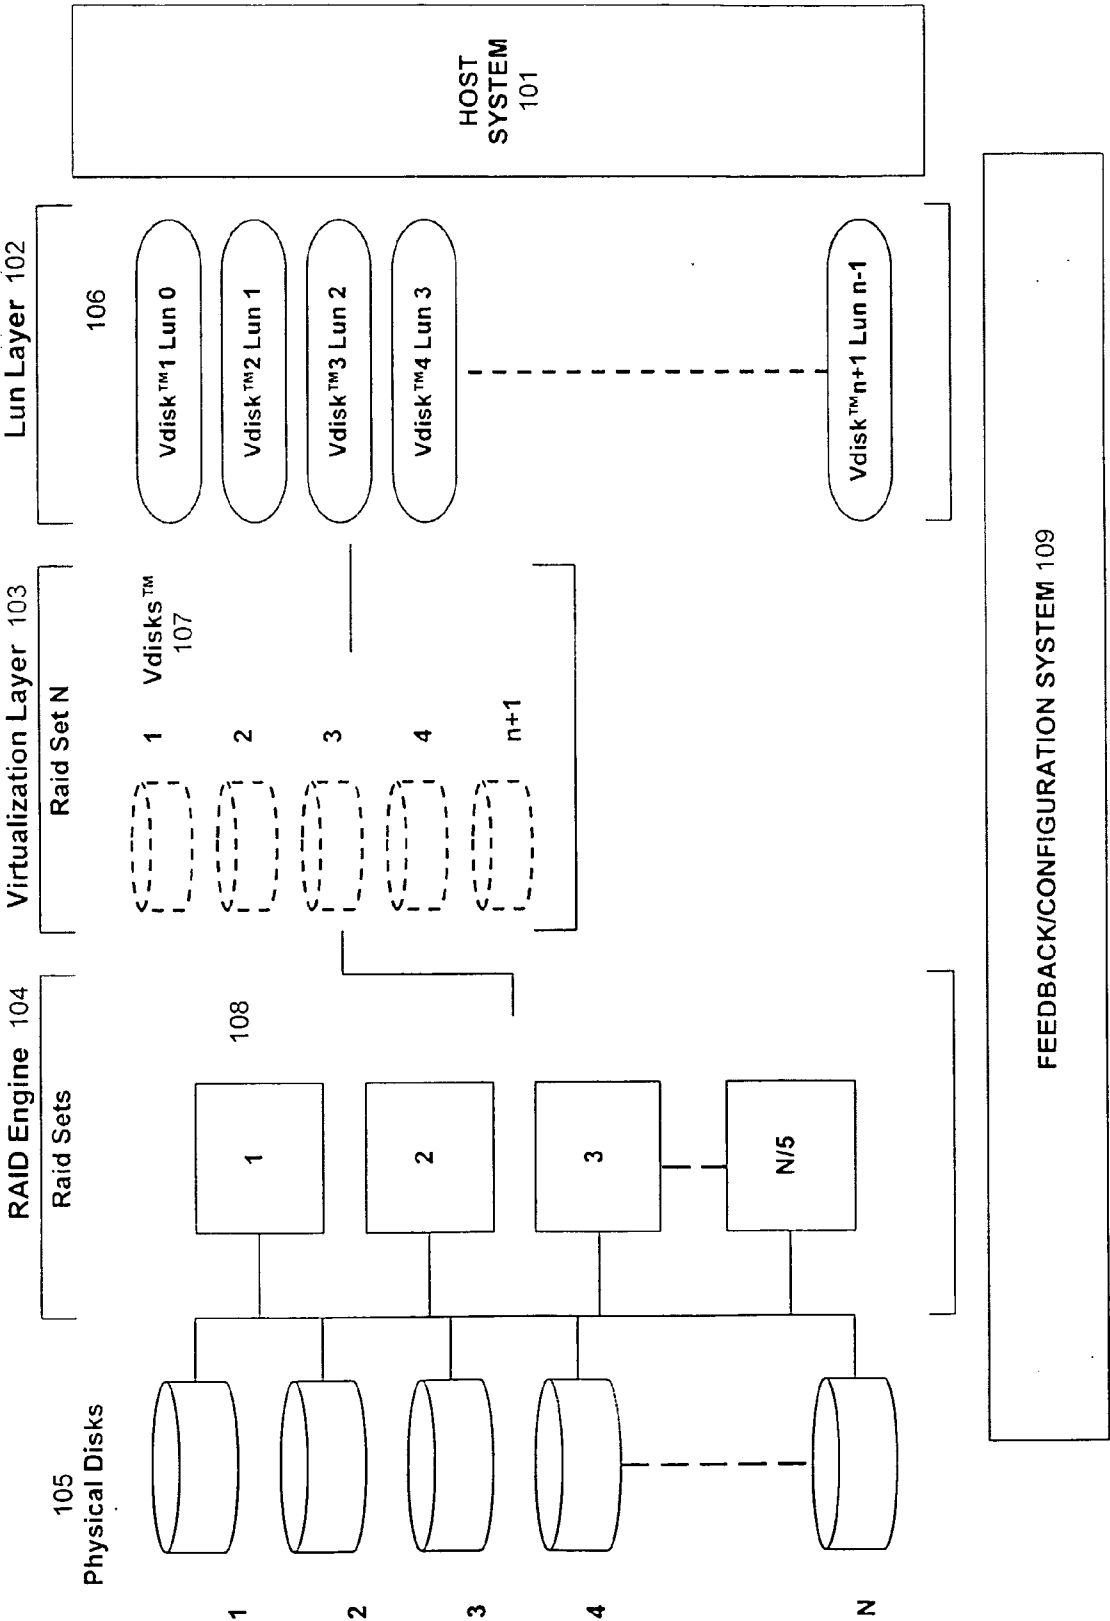 105
Physical Disks
1
2
3
4
N
RAID Engine 104
Raid Sets
108
1
2
3
N/5
Virtualization Layer 103
Raid Set N
Vdisks™
107
1
2
3
4
n+1
Lun Layer 102
106
Vdisk™1 Lun 0
Vdisk™2 Lun 1
Vdisk™3 Lun 2
Vdisk™4 Lun 3
Vdisk™n+1 Lun n-1
HOST
SYSTEM
101
FEEDBACK/CONFIGURATION SYSTEM 109